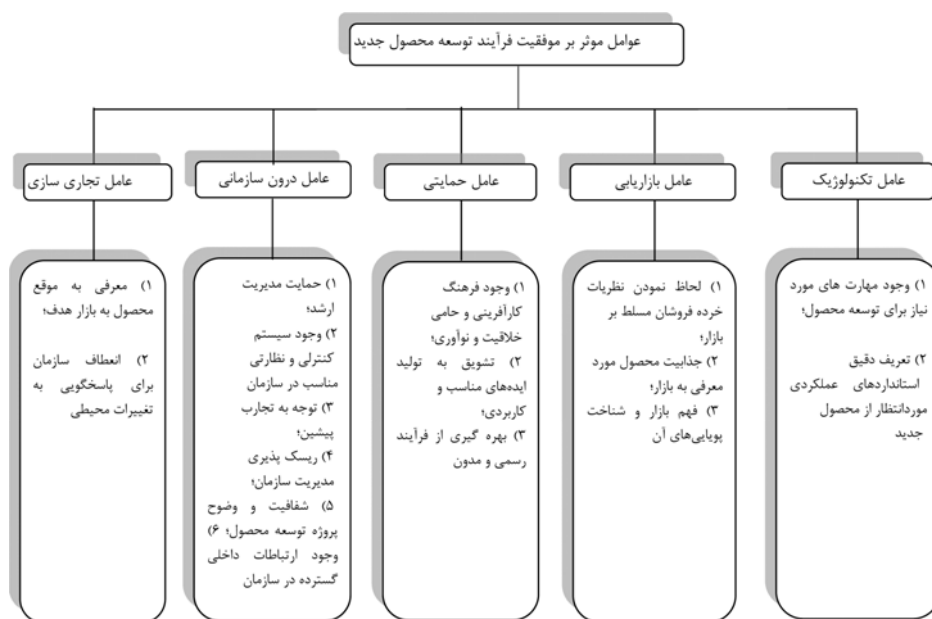 عوامل موثر بر موفقیت فرآیند توسعه محصول جدید
عامل تکنولوژیک
۱) وجود مهارت های مورد
نیاز برای توسعه محصول؛
۲) تعریف دقیق
استانداردهای عملکردی
موردانتظار از محصول
جدید
عامل بازاریابی
۱) لحاظ نمودن نظریات
خرده فروشان مسلط بر
بازار؛
۲) جذابیت محصول مورد
معرفی به بازار؛
۳) فهم بازار و شناخت
پویایی‌های آن
عامل حمایتی
۱) وجود فرهنگ
کارآفرینی و حامی
خلاقیت و نوآوری؛
۲) تشویق به تولید
ایده‌های مناسب و
کاربردی؛
۳) بهره گیری از فرآیند
رسمی و مدون
عامل درون سازمانی
۱) حمایت مدیریت
ارشد؛
۲) وجود سیستم
کنترلی و نظارتی
مناسب در سازمان
۳) توجه به تجارب
پیشین؛
۴) ریسک پذیری
مدیریت سازمان؛
۵) شفافیت و وضوح
پروژه توسعه محصول؛ ۶)
وجود ارتباطات داخلی
گسترده در سازمان
عامل تجاری سازی
۱) معرفی به موقع
محصول به بازار هدف؛
۲) انعطاف سازمان
برای پاسخگویی به
تغییرات محیطی